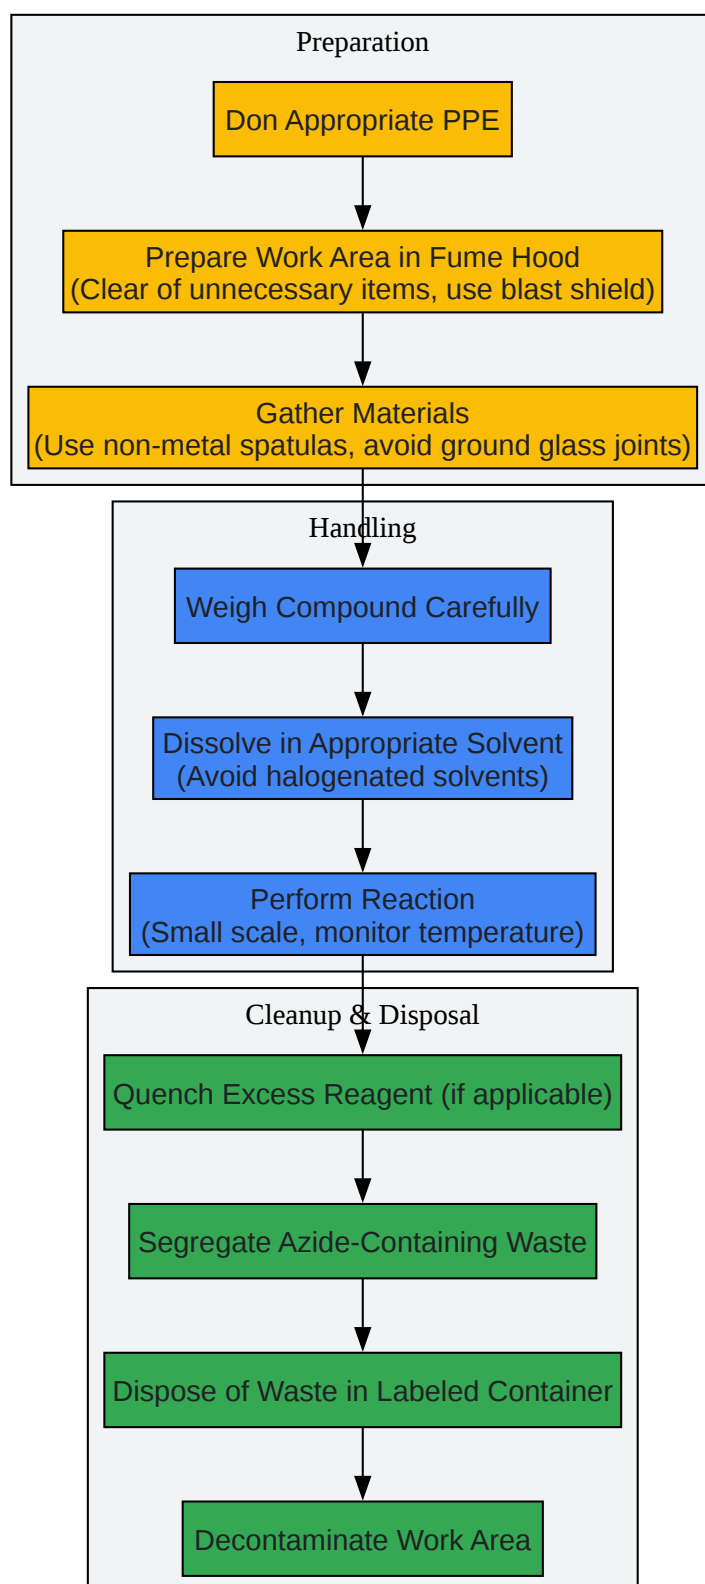 Preparation
Don Appropriate PPE
Prepare Work Area in Fume Hood
(Clear of unnecessary items, use blast shield)
Gather Materials
(Use non-metal spatulas, avoid ground glass joints)
Handling
Weigh Compound Carefully
Dissolve in Appropriate Solvent
(Avoid halogenated solvents)
Perform Reaction
(Small scale, monitor temperature)
Cleanup & Disposal
Quench Excess Reagent (if applicable)
Segregate Azide-Containing Waste
Dispose of Waste in Labeled Container
Decontaminate Work Area